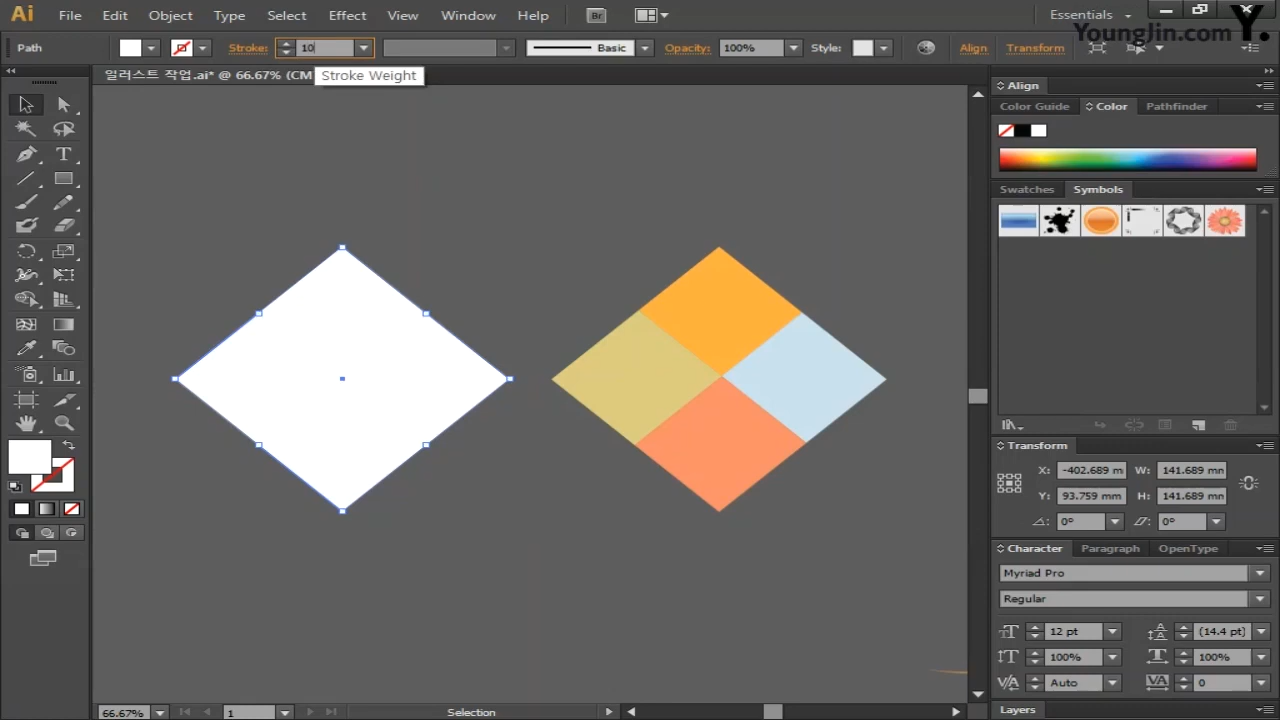 Ai File Edit Object Type Select Effect View Window Help Br Essentials
YoungJin.com Y.
Path Stroke: 10 Basic Opacity: 100% Style: Align Transform
일러스트 작업.ai* @ 66.67% (CM
Stroke Weight
Align
Color Guide Color Pathfinder
Swatches Symbols
Transform
X: -402.689 m W: 141.689 mm
Y: 93.759 mm H: 141.689 mm
0° 0°
Character Paragraph OpenType
Myriad Pro
Regular
12 pt (14.4 pt)
100% 100%
Auto 0
Layers
66.67% 1 Selection